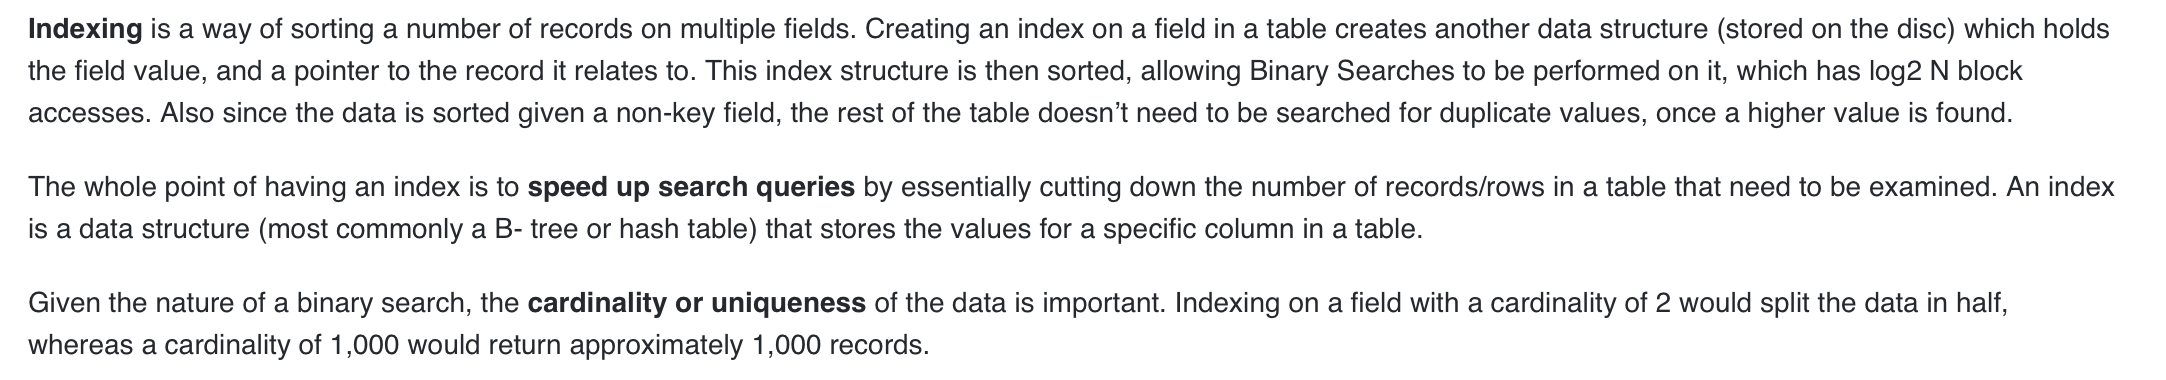 Indexing is a way of sorting a number of records on multiple fields. Creating an index on a field in a table creates another data structure (stored on the disc) which holds
the field value, and a pointer to the record it relates to. This index structure is then sorted, allowing Binary Searches to be performed on it, which has log2 N block
accesses. Also since the data is sorted given a non-key field, the rest of the table doesn’t need to be searched for duplicate values, once a higher value is found.
The whole point of having an index is to speed up search queries by essentially cutting down the number of records/rows in a table that need to be examined. An index
is a data structure (most commonly a B- tree or hash table) that stores the values for a specific column in a table.
Given the nature of a binary search, the cardinality or uniqueness of the data is important. Indexing on a field with a cardinality of 2 would split the data in half,
whereas a cardinality of 1,000 would return approximately 1,000 records.